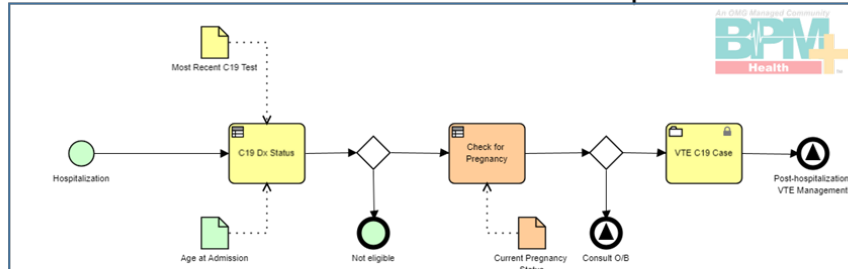 An OMG Managed Community
BPM+
Health
Most Recent C19 Test
C19 Dx Status
Check for
Pregnancy
VTE C19 Case
Hospitalization
Post-hospitalization
VTE Management
Age at Admission
Not eligible
Current Pregnancy
Status
Consult O/B